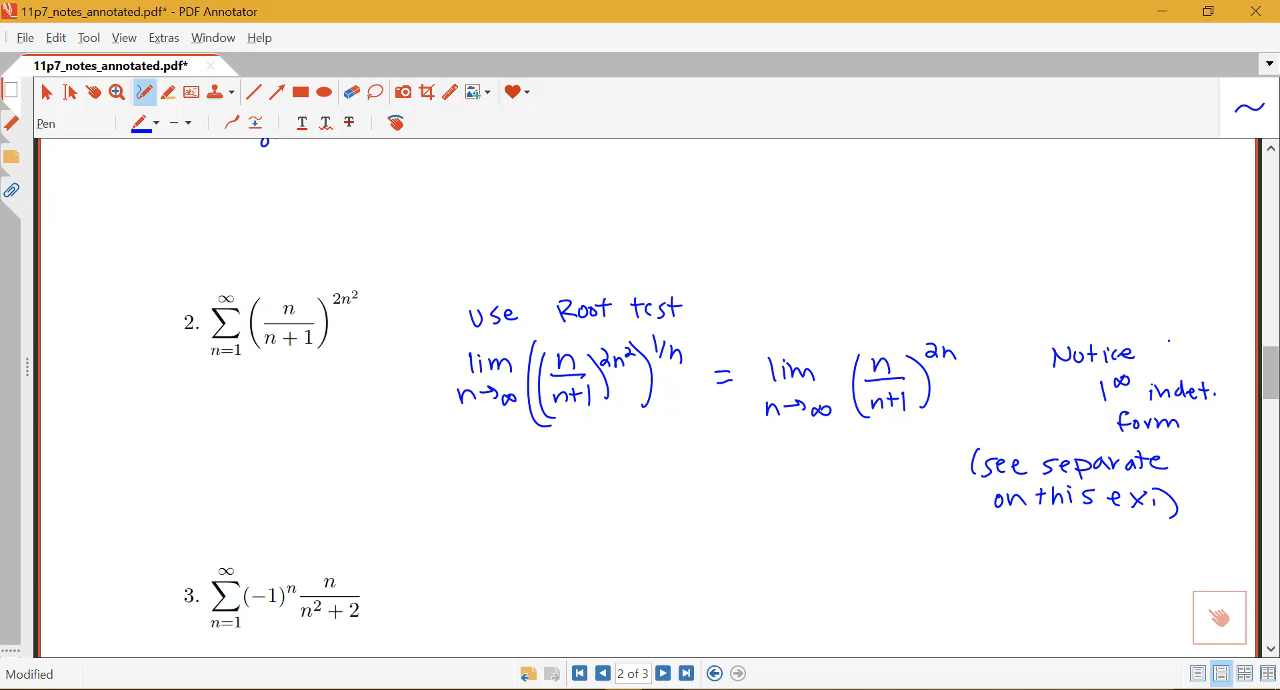 11p7_notes_annotated.pdf* - PDF Annotator
File Edit Tool View Extras Window Help
11p7_notes_annotated.pdf*
Pen
2. ∑_{n=1}^{∞} (n/(n + 1))^{2n²}
use Root test
lim_{n→∞} ((n/(n+1))^{2n²})^{1/n} = lim_{n→∞} (n/(n+1))^{2n}
Notice
1^∞ indet.
form
(see separate
on this exi)
3. ∑_{n=1}^{∞} (−1)^n n/(n² + 2)
Modified
2 of 3